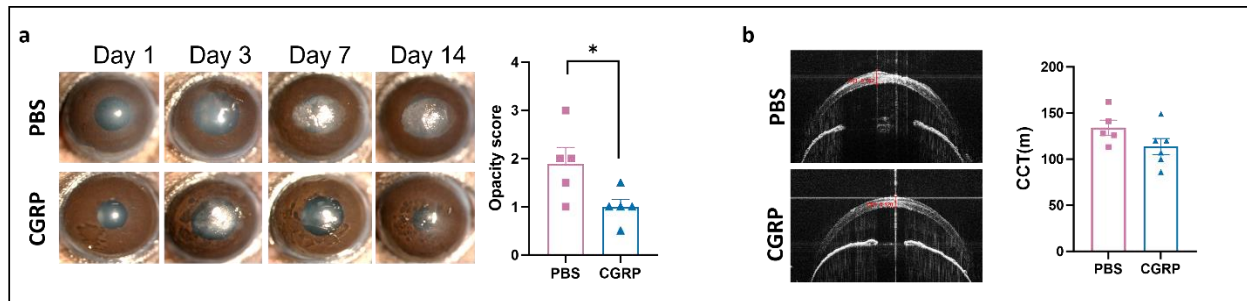 a
Day 1 Day 3 Day 7 Day 14
PBS
CGRP
Opacity score
4
3
2
1
0
*
PBS CGRP
b
PBS
CGRP
CCT(m)
200
150
100
50
0
PBS CGRP